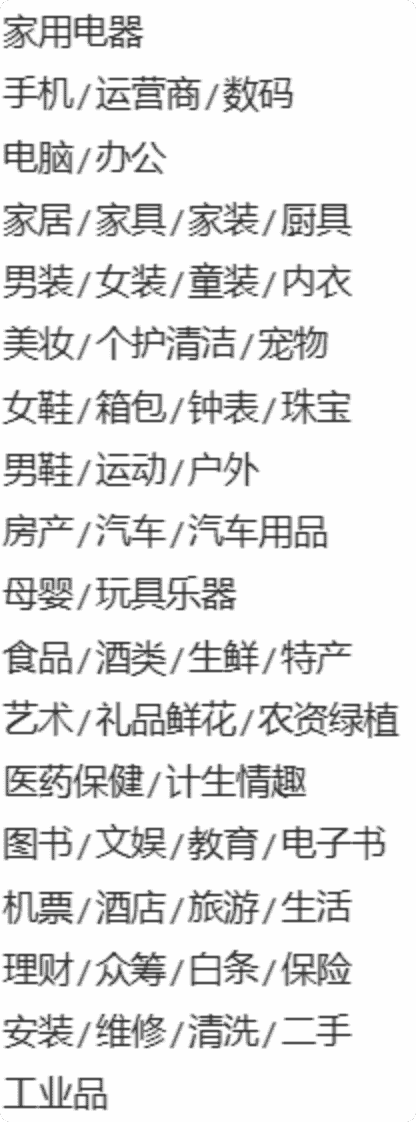 家用电器
手机/运营商/数码
电脑/办公
家居/家具/家装/厨具
男装/女装/童装/内衣
美妆/个护清洁/宠物
女鞋/箱包/钟表/珠宝
男鞋/运动/户外
房产/汽车/汽车用品
母婴/玩具乐器
食品/酒类/生鲜/特产
艺术/礼品鲜花/农资绿植
医药保健/计生情趣
图书/文娱/教育/电子书
机票/酒店/旅游/生活
理财/众筹/白条/保险
安装/维修/清洗/二手
工业品